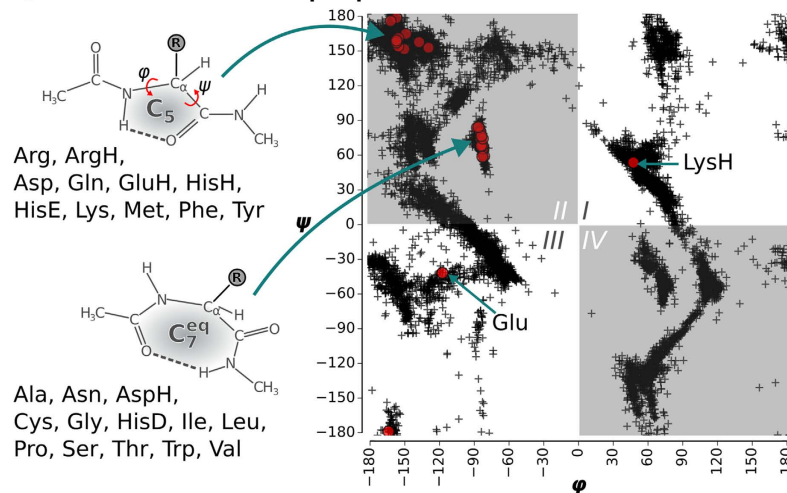 O
R
H
φ
Cα
ψ
H
H3C
N
C5
C
N
H
O
CH3
Arg, ArgH,
Asp, Gln, GluH, HisH,
HisE, Lys, Met, Phe, Tyr
H
R
N
Cα
H
H3C
C7eq
C
O
O
H
N
CH3
Ala, Asn, AspH,
Cys, Gly, HisD, Ile, Leu,
Pro, Ser, Thr, Trp, Val
ψ
180
150
120
90
60
30
0
−30
−60
−90
−120
−150
−180
II
I
III
IV
LysH
Glu
−180
−150
−120
−90
−60
−30
0
30
60
90
120
150
180
φ